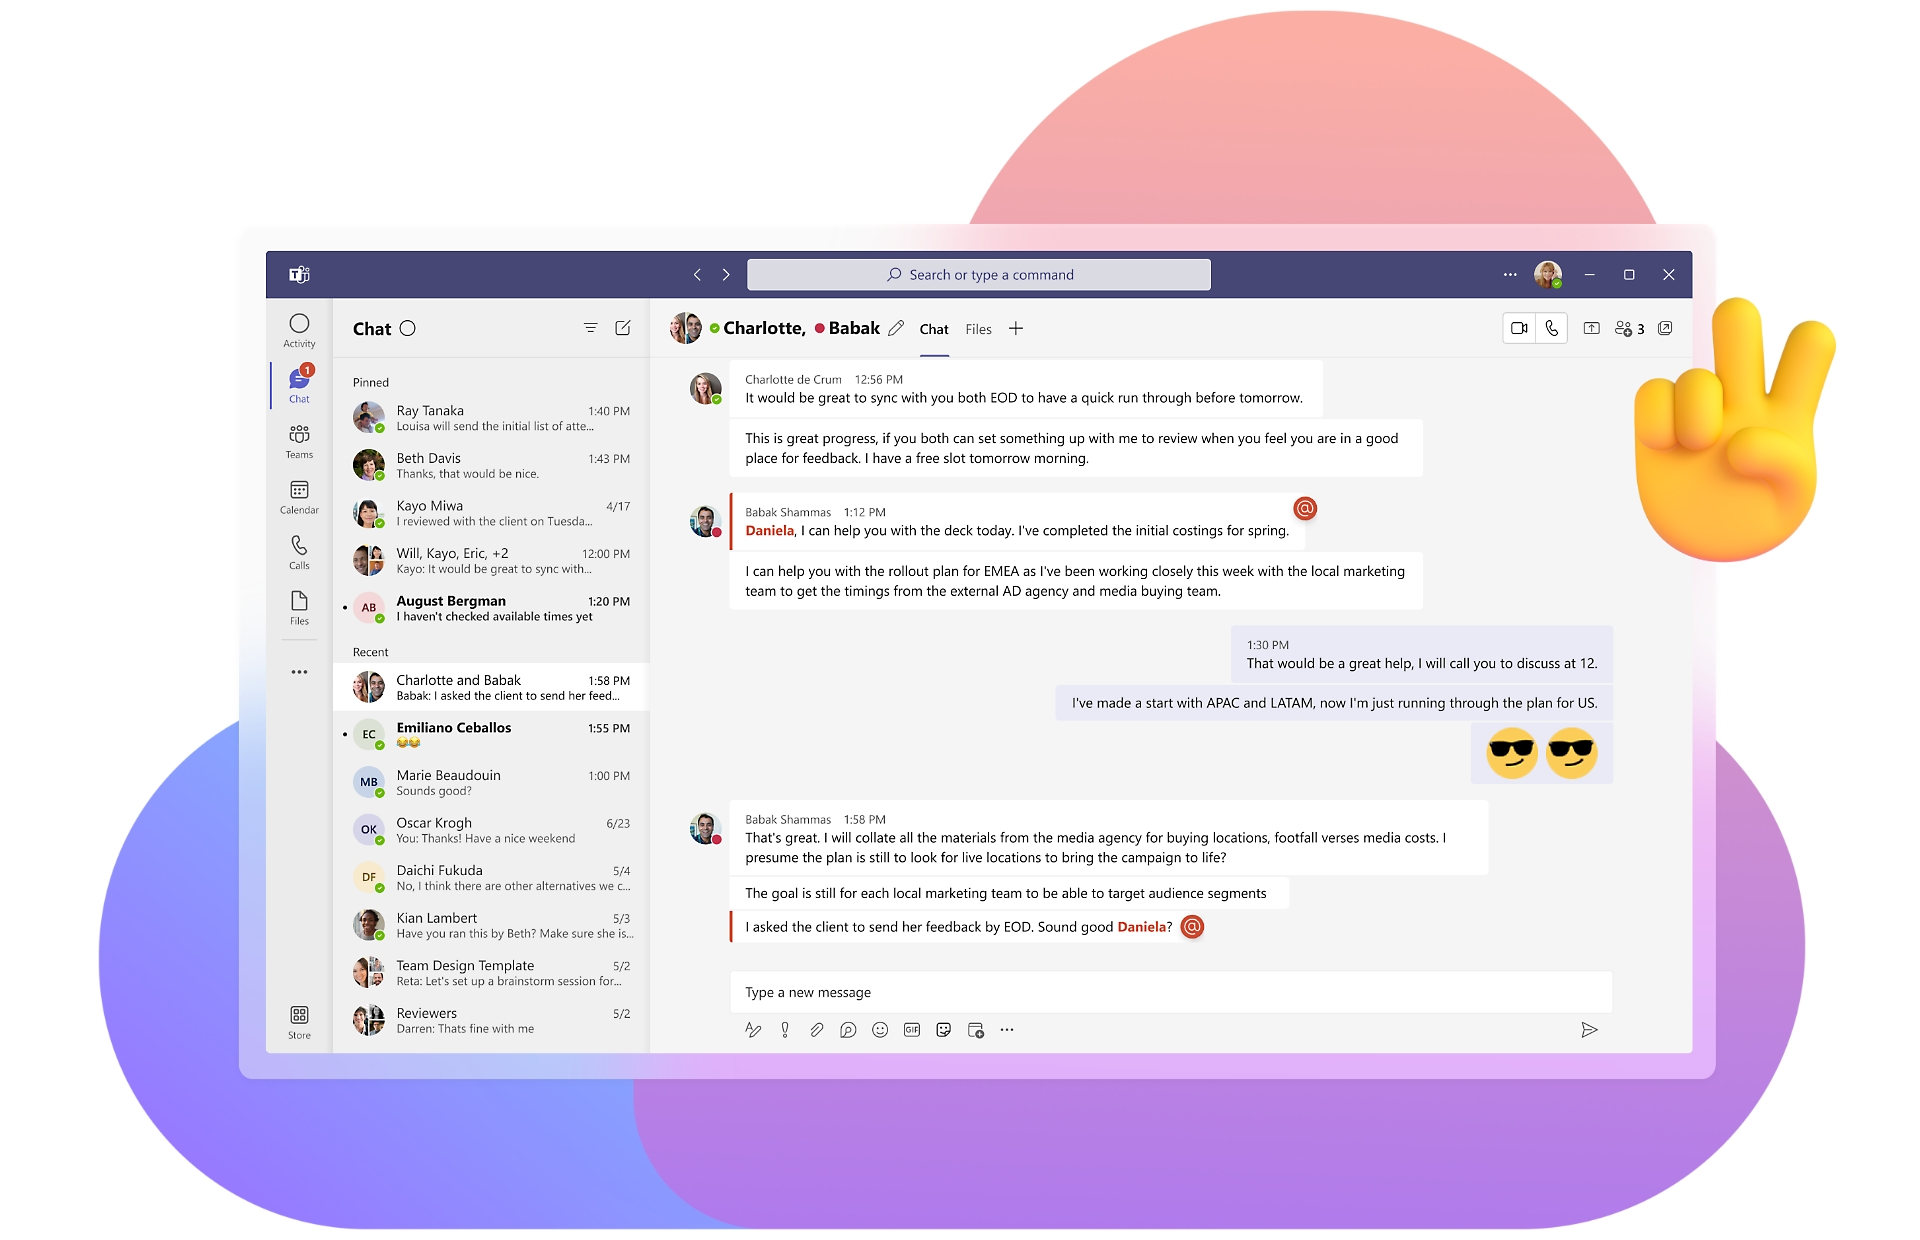 Search or type a command
Activity
1
Chat
Teams
Calendar
Calls
Files
Store
Chat
Pinned
Ray Tanaka 1:40 PM
Louisa will send the initial list of atte...
Beth Davis 1:43 PM
Thanks, that would be nice.
Kayo Miwa 4/17
I reviewed with the client on Tuesda...
Will, Kayo, Eric, +2 12:00 PM
Kayo: It would be great to sync with...
AB August Bergman 1:20 PM
I haven't checked available times yet
Recent
Charlotte and Babak 1:58 PM
Babak: I asked the client to send her feed...
EC Emiliano Ceballos 1:55 PM
😂😂
MB Marie Beaudouin 1:00 PM
Sounds good?
OK Oscar Krogh 6/23
You: Thanks! Have a nice weekend
DF Daichi Fukuda 5/4
No, I think there are other alternatives we c...
Kian Lambert 5/3
Have you ran this by Beth? Make sure she is...
Team Design Template 5/2
Reta: Let's set up a brainstorm session for...
Reviewers 5/2
Darren: Thats fine with me
Charlotte, Babak Chat Files 3
Charlotte de Crum 12:56 PM
It would be great to sync with you both EOD to have a quick run through before tomorrow.
This is great progress, if you both can set something up with me to review when you feel you are in a good
place for feedback. I have a free slot tomorrow morning.
Babak Shammas 1:12 PM
Daniela, I can help you with the deck today. I've completed the initial costings for spring.
I can help you with the rollout plan for EMEA as I've been working closely this week with the local marketing
team to get the timings from the external AD agency and media buying team.
1:30 PM
That would be a great help, I will call you to discuss at 12.
I've made a start with APAC and LATAM, now I'm just running through the plan for US.
😎😎
Babak Shammas 1:58 PM
That's great. I will collate all the materials from the media agency for buying locations, footfall verses media costs. I
presume the plan is still to look for live locations to bring the campaign to life?
The goal is still for each local marketing team to be able to target audience segments
I asked the client to send her feedback by EOD. Sound good Daniela?
Type a new message
GIF